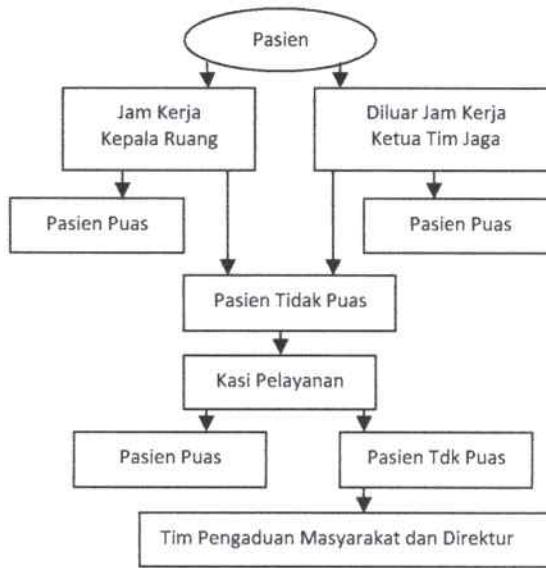 Pasien
Jam Kerja
Kepala Ruang
Diluar Jam Kerja
Ketua Tim Jaga
Pasien Puas
Pasien Puas
Pasien Tidak Puas
Kasi Pelayanan
Pasien Puas
Pasien Tdk Puas
Tim Pengaduan Masyarakat dan Direktur